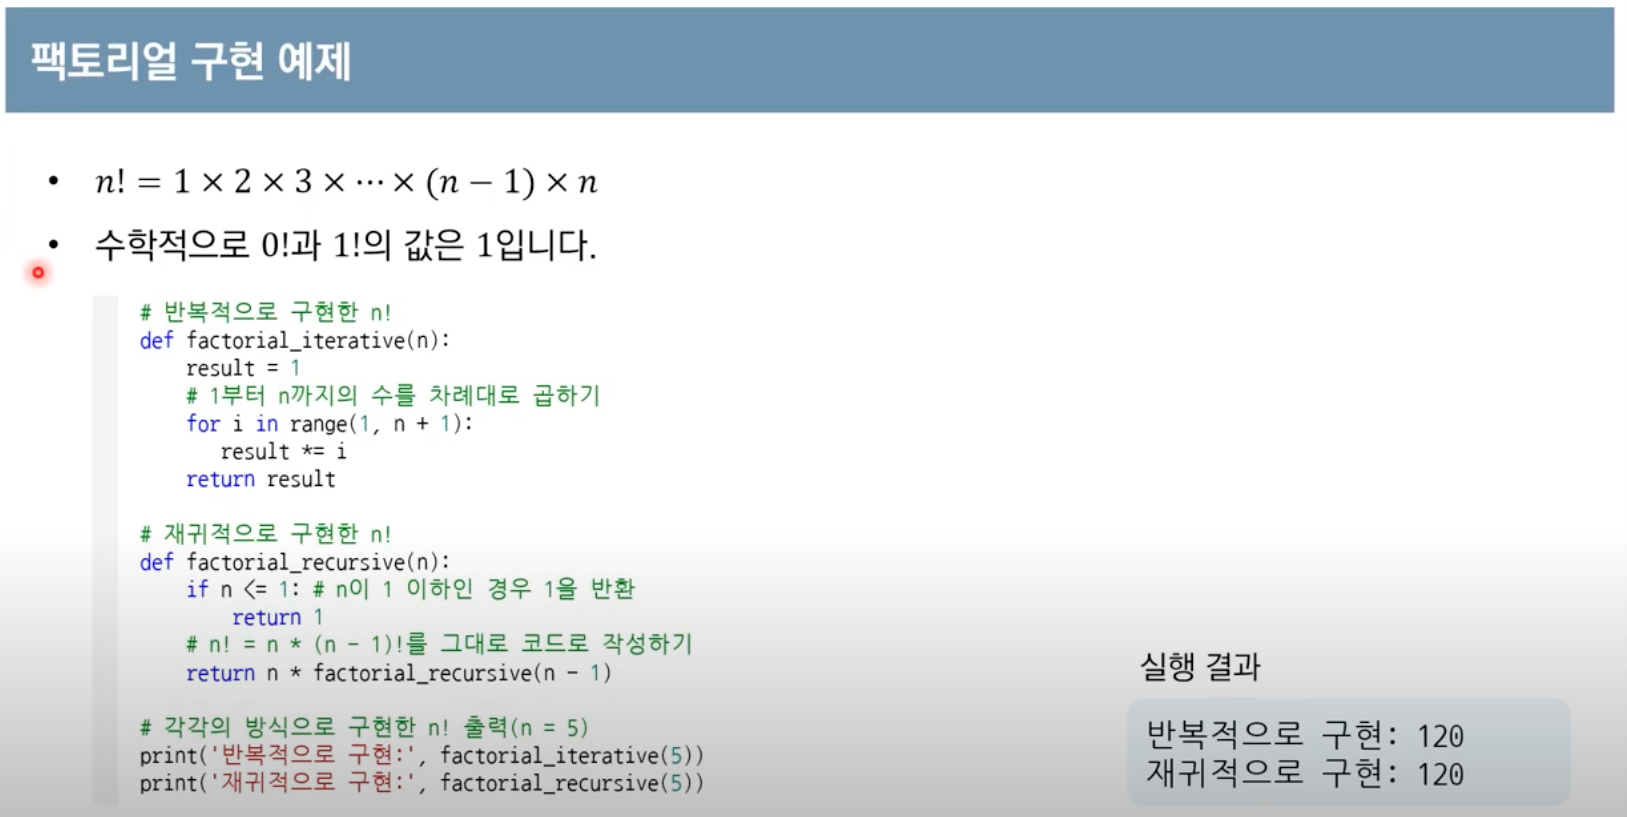 팩토리얼 구현 예제
• n! = 1 × 2 × 3 × ⋯ × (n − 1) × n
• 수학적으로 0!과 1!의 값은 1입니다.
# 반복적으로 구현한 n!
def factorial_iterative(n):
    result = 1
    # 1부터 n까지의 수를 차례대로 곱하기
    for i in range(1, n + 1):
       result *= i
    return result
# 재귀적으로 구현한 n!
def factorial_recursive(n):
    if n <= 1: # n이 1 이하인 경우 1을 반환
        return 1
    # n! = n * (n - 1)!를 그대로 코드로 작성하기
    return n * factorial_recursive(n - 1)
# 각각의 방식으로 구현한 n! 출력(n = 5)
print('반복적으로 구현:', factorial_iterative(5))
print('재귀적으로 구현:', factorial_recursive(5))
실행 결과
반복적으로 구현: 120
재귀적으로 구현: 120